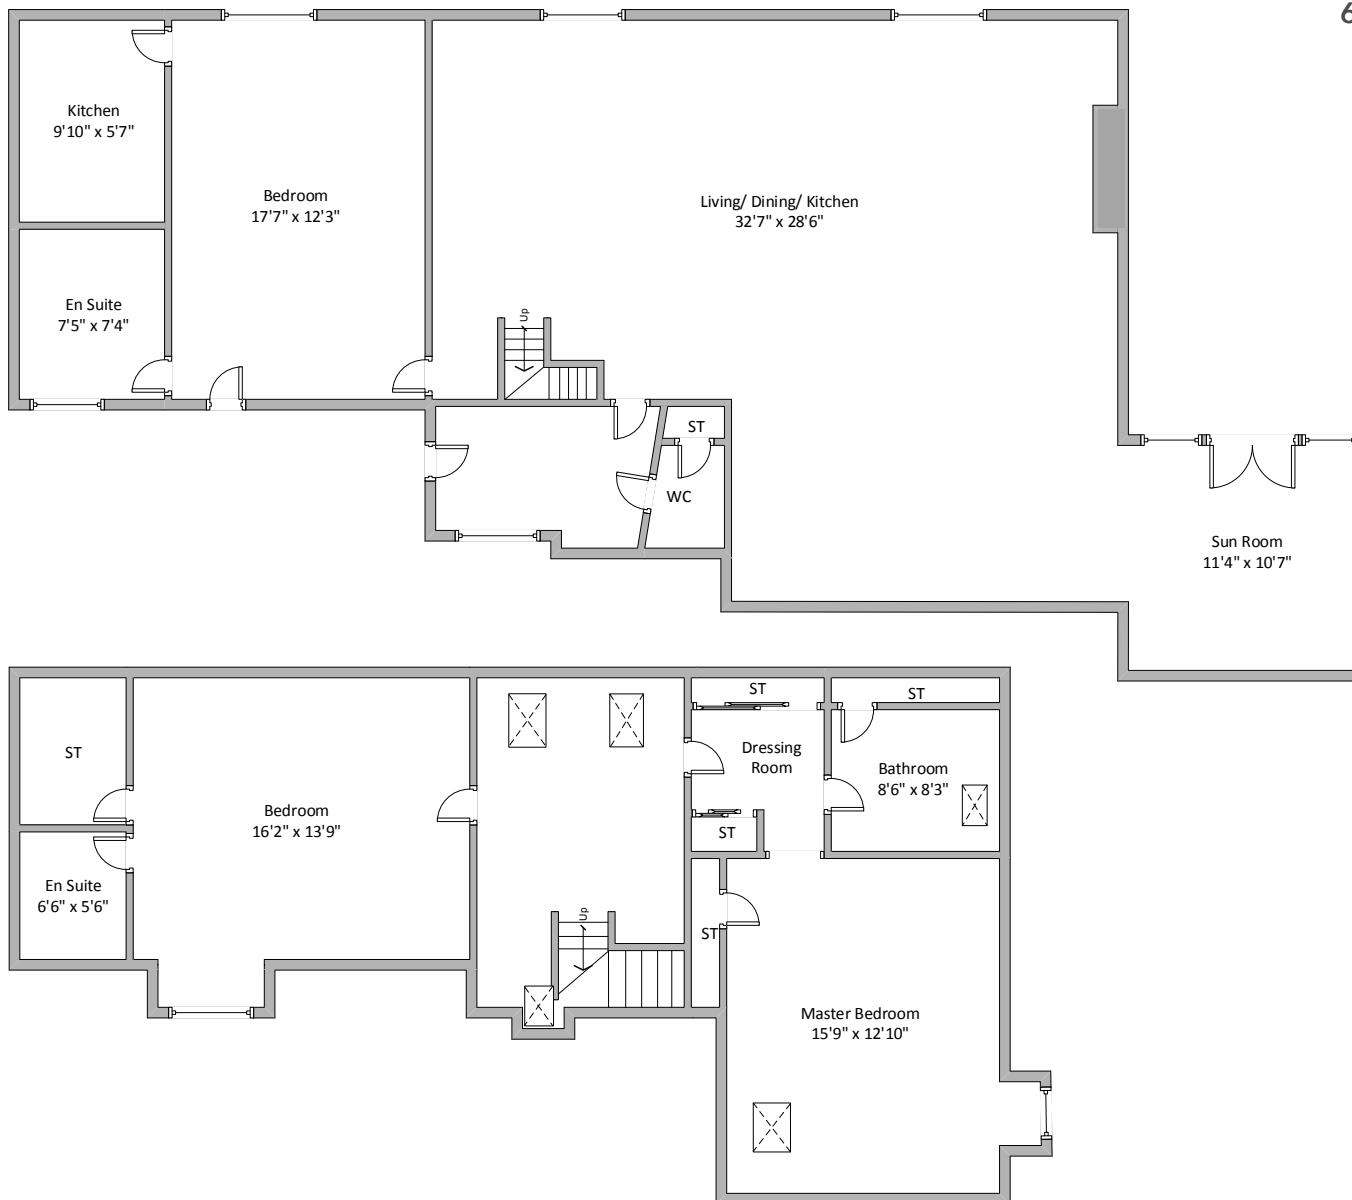 6
Kitchen
9'10" x 5'7"
Bedroom
17'7" x 12'3"
Living/ Dining/ Kitchen
32'7" x 28'6"
En Suite
7'5" x 7'4"
Up
ST
WC
Sun Room
11'4" x 10'7"
ST
ST
ST
Dressing
Room
Bathroom
8'6" x 8'3"
Bedroom
16'2" x 13'9"
ST
En Suite
6'6" x 5'6"
Up
ST
Master Bedroom
15'9" x 12'10"